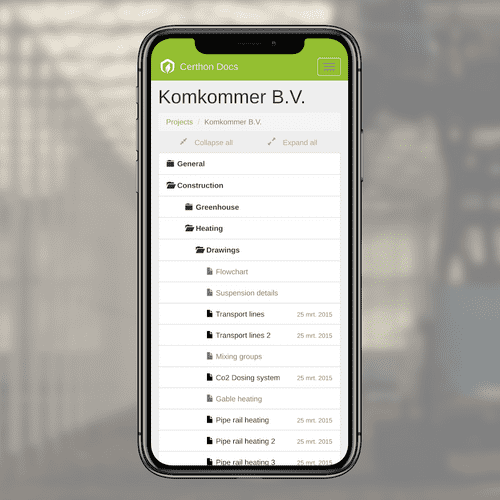 Certhon Docs
Komkommer B.V.
Projects / Komkommer B.V.
Collapse all Expand all
General
Construction
Greenhouse
Heating
Drawings
Flowchart
Suspension details
Transport lines 25 mrt. 2015
Transport lines 2 25 mrt. 2015
Mixing groups
Co2 Dosing system 25 mrt. 2015
Gable heating
Pipe rail heating 25 mrt. 2015
Pipe rail heating 2 25 mrt. 2015
Pipe rail heating 3 25 mrt. 2015